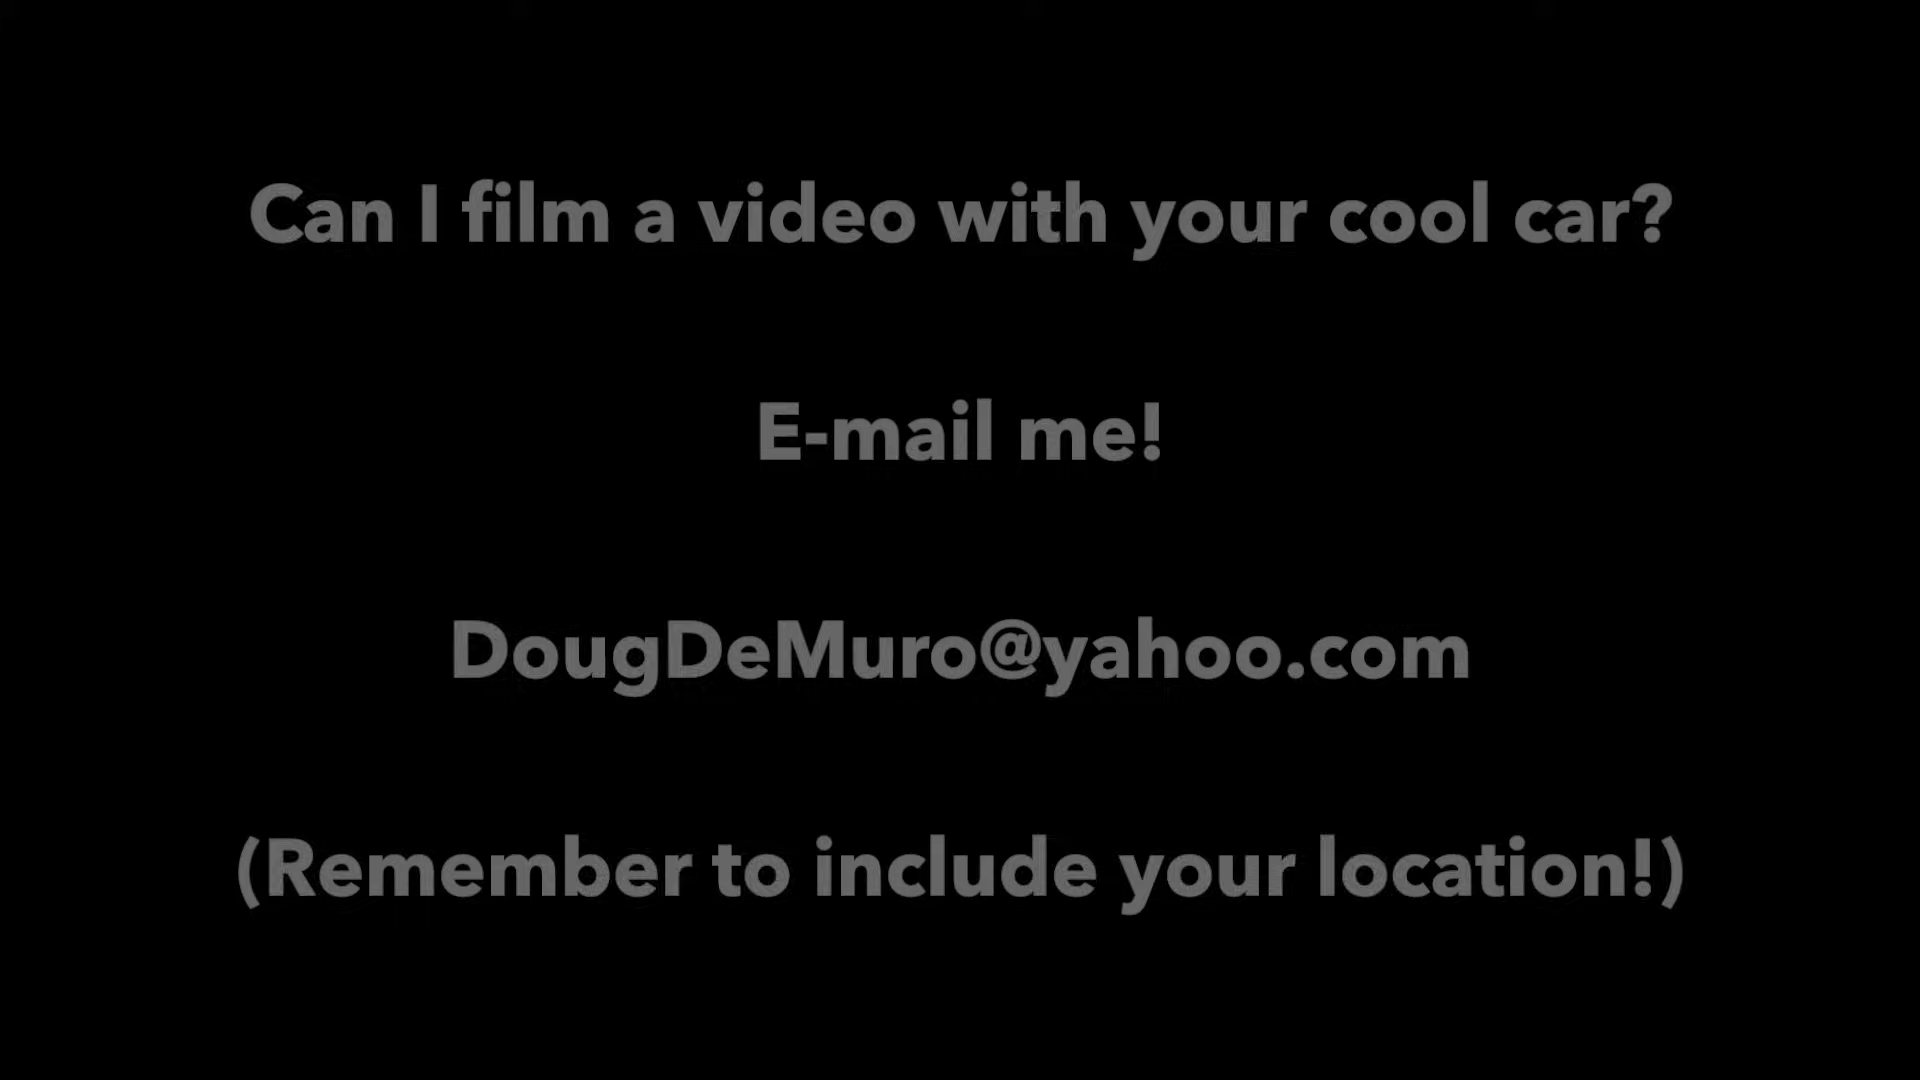 Can I film a video with your cool car?
E-mail me!
DougDeMuro@yahoo.com
(Remember to include your location!)